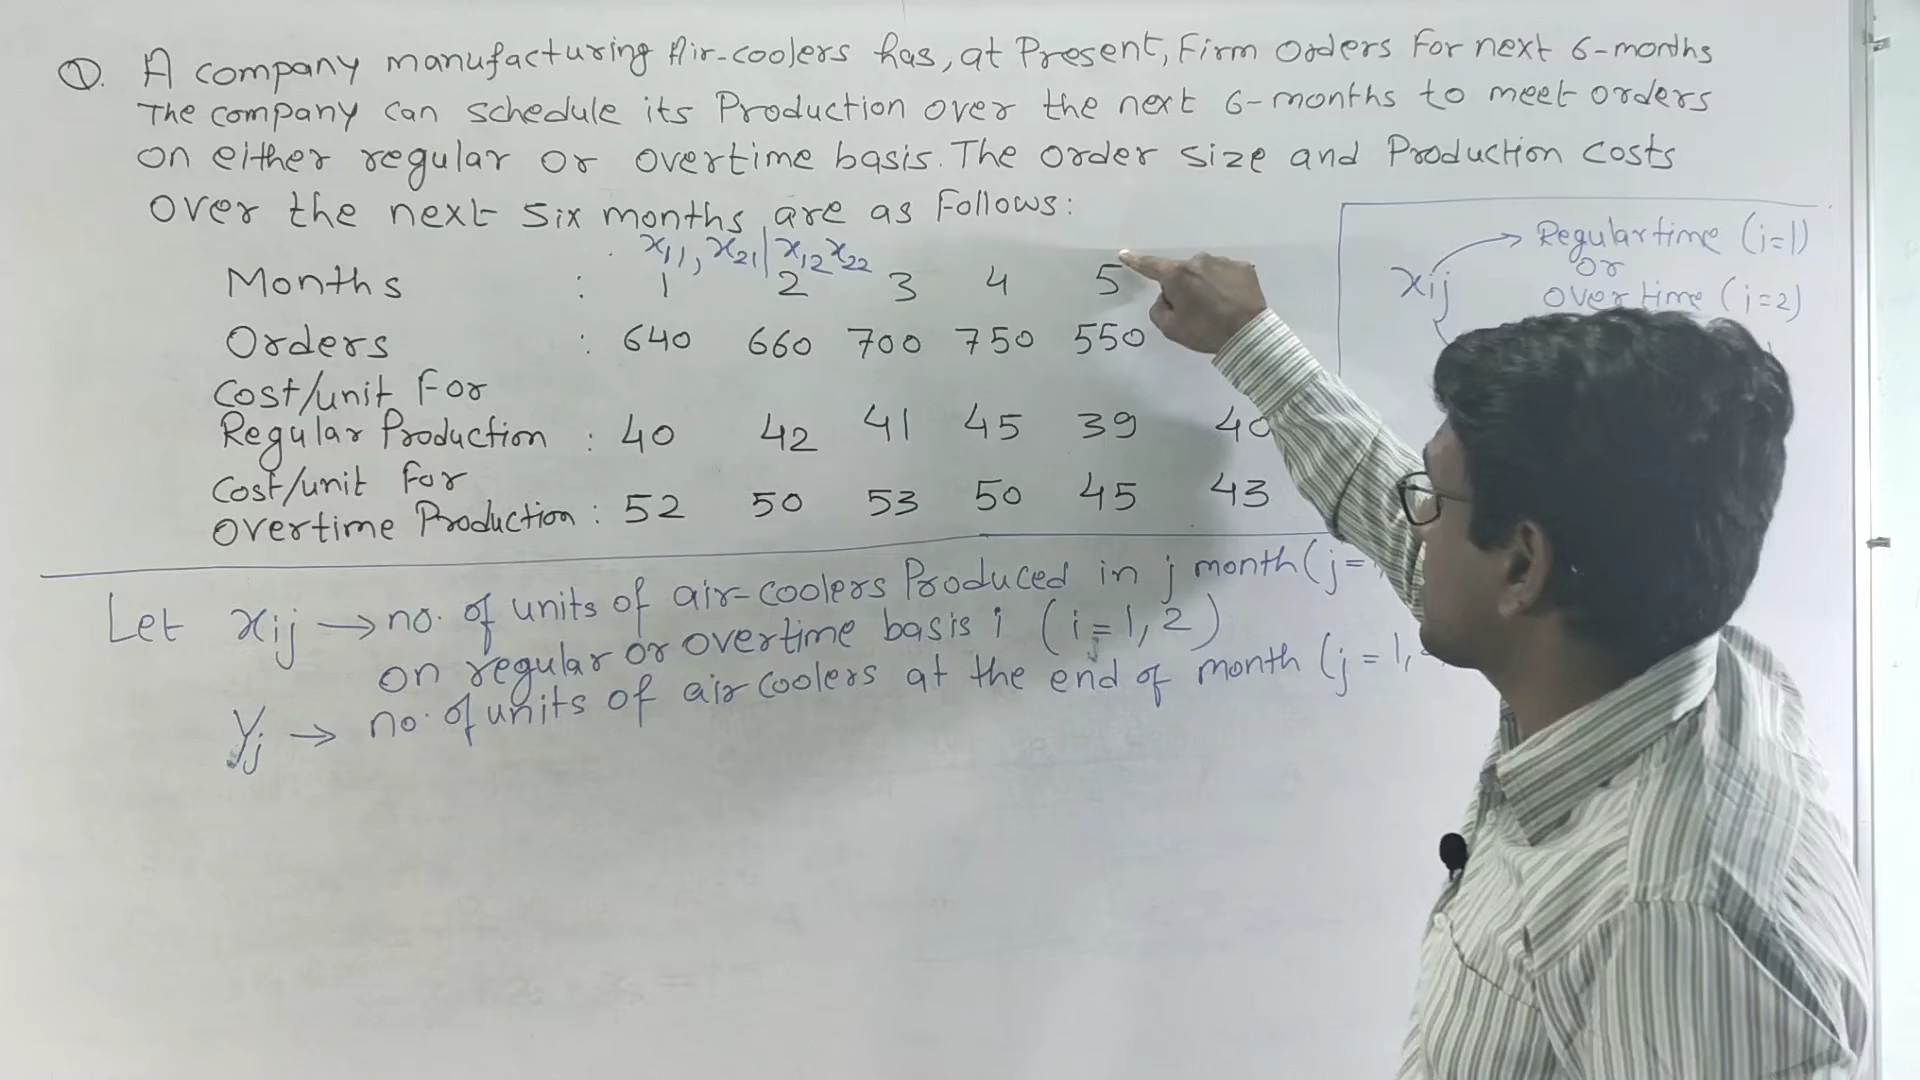 Q. A company manufacturing Air-coolers has, at Present, Firm Orders For next 6-months
The company can schedule its Production over the next 6-months to meet orders
on either regular or overtime basis. The order size and Production costs
over the next six months are as Follows:
x11, x21 | x12 x22
Months : 1 2 3 4 5
Orders : 640 660 700 750 550
Cost/unit For
Regular Production : 40 42 41 45 39 40
Cost/unit For
Overtime Production : 52 50 53 50 45 43
Regular time (i=1)
or
xij
Overtime (i=2)
Let xij → no. of units of air-coolers Produced in j month (j=
on regular or overtime basis i (i=1,2)
Yj → no. of units of air coolers at the end of month (j=1,